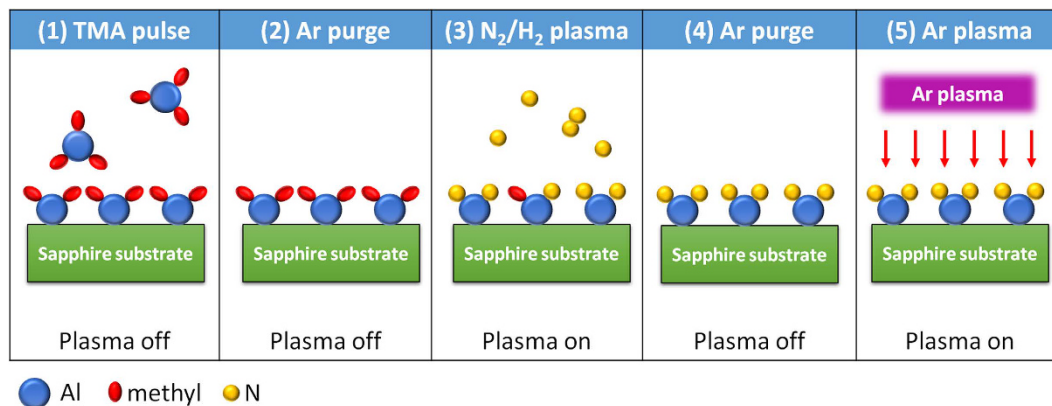 (1) TMA pulse
(2) Ar purge
(3) N₂/H₂ plasma
(4) Ar purge
(5) Ar plasma
Ar plasma
Sapphire substrate
Sapphire substrate
Sapphire substrate
Sapphire substrate
Sapphire substrate
Plasma off
Plasma off
Plasma on
Plasma off
Plasma on
Al
methyl
N